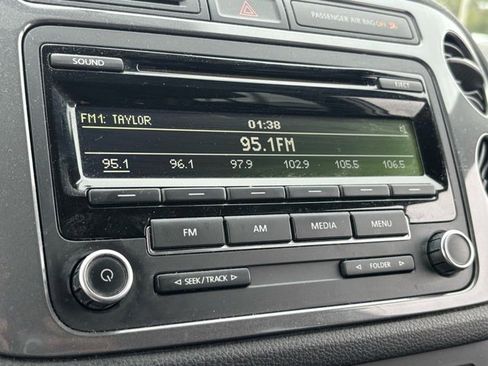 PASSENGER AIR BAG OFF
SOUND
EJECT
FM1: TAYLOR
01:38
95.1FM
95.1 96.1 97.9 102.9 105.5 106.5
FM AM MEDIA MENU
SEEK/TRACK
FOLDER